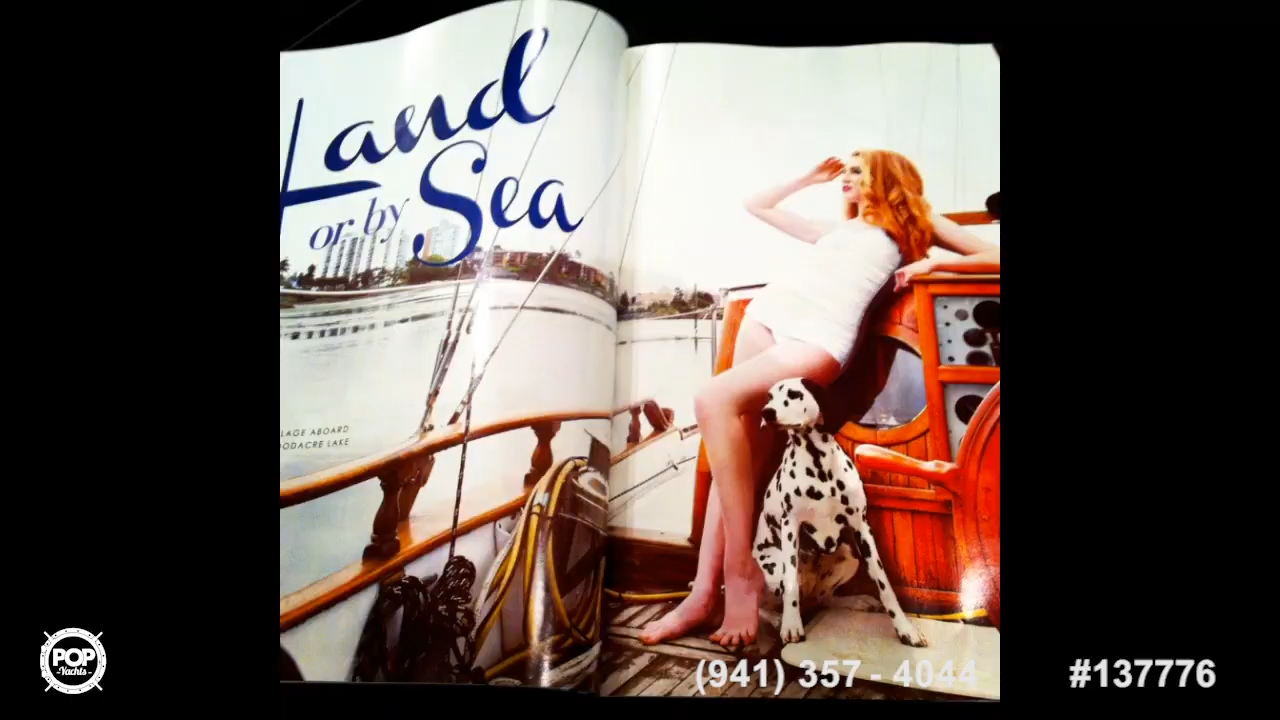 Land
or by Sea
LAGE ABOARD
ODACRE LAKE
POP
Yachts
(941) 357 - 4044
#137776